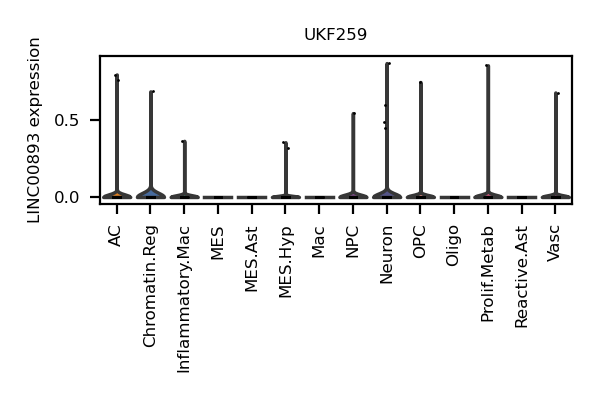 UKF259
LINC00893 expression
0.5
0.0
AC
Chromatin.Reg
Inflammatory.Mac
MES
MES.Ast
MES.Hyp
Mac
NPC
Neuron
OPC
Oligo
Prolif.Metab
Reactive.Ast
Vasc